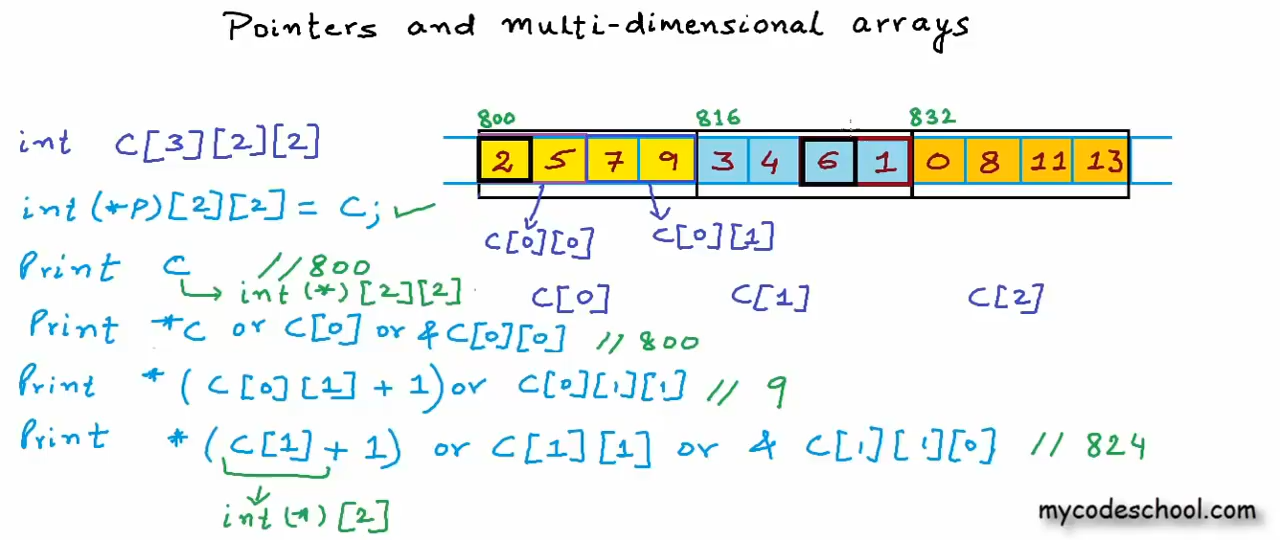 Pointers and multi-dimensional arrays
800 816 832
int C[3][2][2]
2 5 7 9 3 4 6 1 0 8 11 13
int (*P)[2][2] = C;
C[0][0] C[0][1]
Print C //800
int (*)[2][2]
C[0] C[1] C[2]
Print *C or C[0] or &C[0][0] //800
Print *(C[0][1] + 1) or C[0][1][1] // 9
Print *(C[1] + 1) or C[1][1] or & C[1][1][0] // 824
int (*)[2]
mycodeschool.com